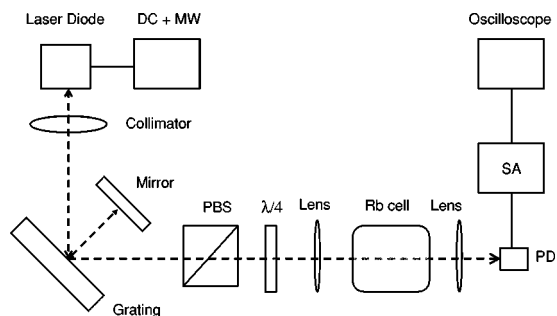 Laser Diode
DC + MW
Oscilloscope
Collimator
Mirror
SA
PBS
λ/4
Lens
Rb cell
Lens
PD
Grating